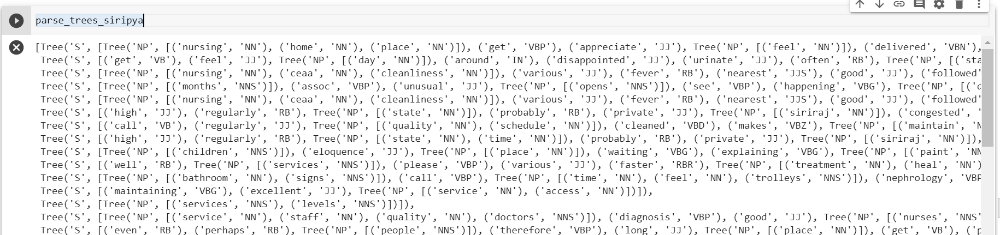 parse_trees_siripya
[Tree('S', [Tree('NP', [('nursing', 'NN'), ('home', 'NN'), ('place', 'NN')]), ('get', 'VBP'), ('appreciate', 'JJ'), Tree('NP', [('feel', 'NN')]), ('delivered', 'VBN'),
Tree('S', [('get', 'VB'), ('feel', 'JJ'), Tree('NP', [('day', 'NN')]), ('around', 'IN'), ('disappointed', 'JJ'), ('urinate', 'JJ'), ('often', 'RB'), Tree('NP', [('sta
Tree('S', [Tree('NP', [('nursing', 'NN'), ('ceaa', 'NN'), ('cleanliness', 'NN')]), ('various', 'JJ'), ('fever', 'RB'), ('nearest', 'JJS'), ('good', 'JJ'), ('followed'
Tree('S', [Tree('NP', [('months', 'NNS')]), ('assoc', 'VBP'), ('unusual', 'JJ'), Tree('NP', [('opens', 'NNS')]), ('see', 'VBP'), ('happening', 'VBG'), Tree('NP', [('
Tree('S', [Tree('NP', [('nursing', 'NN'), ('ceaa', 'NN'), ('cleanliness', 'NN')]), ('various', 'JJ'), ('fever', 'RB'), ('nearest', 'JJS'), ('good', 'JJ'), ('followed'
Tree('S', [('high', 'JJ'), ('regularly', 'RB'), Tree('NP', [('state', 'NN')]), ('probably', 'RB'), ('private', 'JJ'), Tree('NP', [('siriraj', 'NN')]), ('congested', '
Tree('S', [('call', 'VB'), ('regularly', 'JJ'), Tree('NP', [('quality', 'NN'), ('schedule', 'NN')]), ('cleaned', 'VBD'), ('makes', 'VBZ'), Tree('NP', [('maintain', 'N
Tree('S', [('high', 'JJ'), ('regularly', 'RB'), Tree('NP', [('state', 'NN'), ('time', 'NN')]), ('probably', 'RB'), ('private', 'JJ'), Tree('NP', [('siriraj', 'NN')]),
Tree('S', [Tree('NP', [('children', 'NNS')]), ('eloquence', 'JJ'), Tree('NP', [('place', 'NN')]), ('waiting', 'VBG'), ('explaining', 'VBG'), Tree('NP', [('paint', 'NN
Tree('S', [('well', 'RB'), Tree('NP', [('services', 'NNS')]), ('please', 'VBP'), ('various', 'JJ'), ('faster', 'RBR'), Tree('NP', [('treatment', 'NN'), ('heal', 'NN')
Tree('S', [Tree('NP', [('bathroom', 'NN'), ('signs', 'NNS')]), ('call', 'VBP'), Tree('NP', [('time', 'NN'), ('feel', 'NN'), ('trolleys', 'NNS')]), ('nephrology', 'VBP
Tree('S', [('maintaining', 'VBG'), ('excellent', 'JJ'), Tree('NP', [('service', 'NN'), ('access', 'NN')])]),
Tree('S', [Tree('NP', [('services', 'NNS'), ('levels', 'NNS')])]),
Tree('S', [Tree('NP', [('service', 'NN'), ('staff', 'NN'), ('quality', 'NN'), ('doctors', 'NNS')]), ('diagnosis', 'VBP'), ('good', 'JJ'), Tree('NP', [('nurses', 'NNS'
Tree('S', [('even', 'RB'), ('perhaps', 'RB'), Tree('NP', [('people', 'NNS')]), ('therefore', 'VBP'), ('long', 'JJ'), Tree('NP', [('place', 'NN')]), ('get', 'VB'), ('p